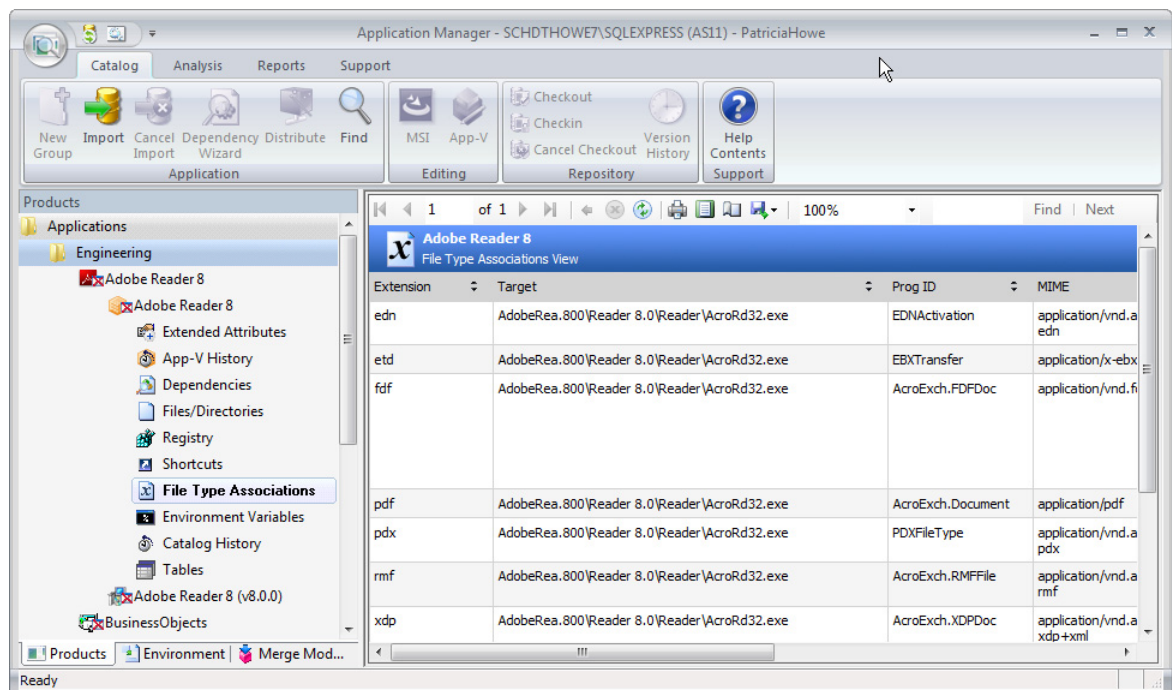 Application Manager - SCHDTHOWE7\SQLEXPRESS (AS11) - PatriciaHowe
Catalog Analysis Reports Support
New Group
Import
Cancel Import
Dependency Wizard
Distribute
Find
Application
MSI
App-V
Editing
Checkout
Checkin
Cancel Checkout
Version History
Repository
Help Contents
Support
Products
Applications
Engineering
Adobe Reader 8
Adobe Reader 8
Extended Attributes
App-V History
Dependencies
Files/Directories
Registry
Shortcuts
File Type Associations
Environment Variables
Catalog History
Tables
Adobe Reader 8 (v8.0.0)
BusinessObjects
Products Environment Merge Mod...
1 of 1 100% Find | Next
Adobe Reader 8
File Type Associations View
Extension Target Prog ID MIME
edn AdobeRea.800\Reader 8.0\Reader\AcroRd32.exe EDNActivation application/vnd.a
edn
etd AdobeRea.800\Reader 8.0\Reader\AcroRd32.exe EBXTransfer application/x-ebx
fdf AdobeRea.800\Reader 8.0\Reader\AcroRd32.exe AcroExch.FDFDoc application/vnd.f
pdf AdobeRea.800\Reader 8.0\Reader\AcroRd32.exe AcroExch.Document application/pdf
pdx AdobeRea.800\Reader 8.0\Reader\AcroRd32.exe PDXFileType application/vnd.a
pdx
rmf AdobeRea.800\Reader 8.0\Reader\AcroRd32.exe AcroExch.RMFFile application/vnd.a
rmf
xdp AdobeRea.800\Reader 8.0\Reader\AcroRd32.exe AcroExch.XDPDoc application/vnd.a
xdp+xml
Ready